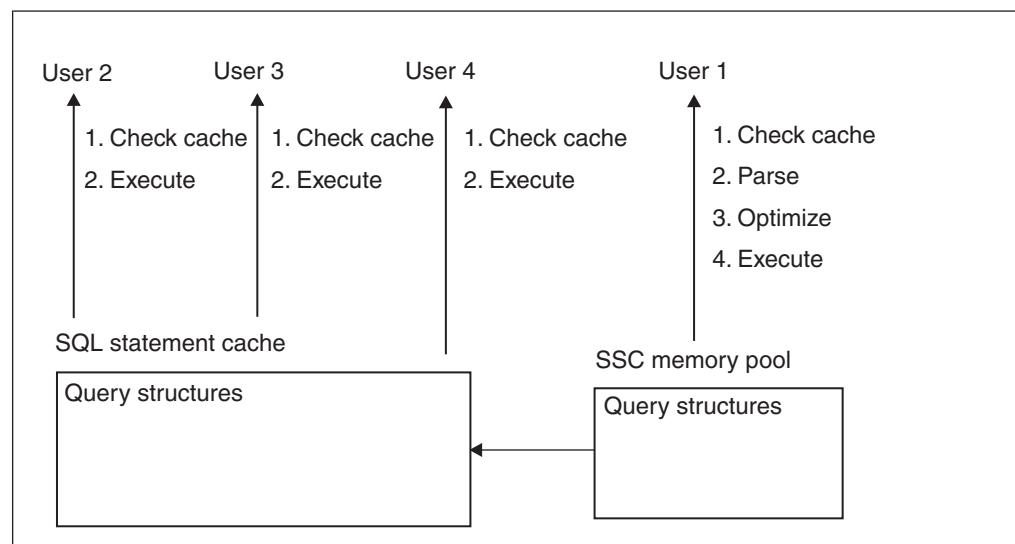 User 2
User 3
User 4
User 1
1. Check cache
2. Execute
1. Check cache
2. Execute
1. Check cache
2. Execute
1. Check cache
2. Parse
3. Optimize
4. Execute
SQL statement cache
Query structures
SSC memory pool
Query structures